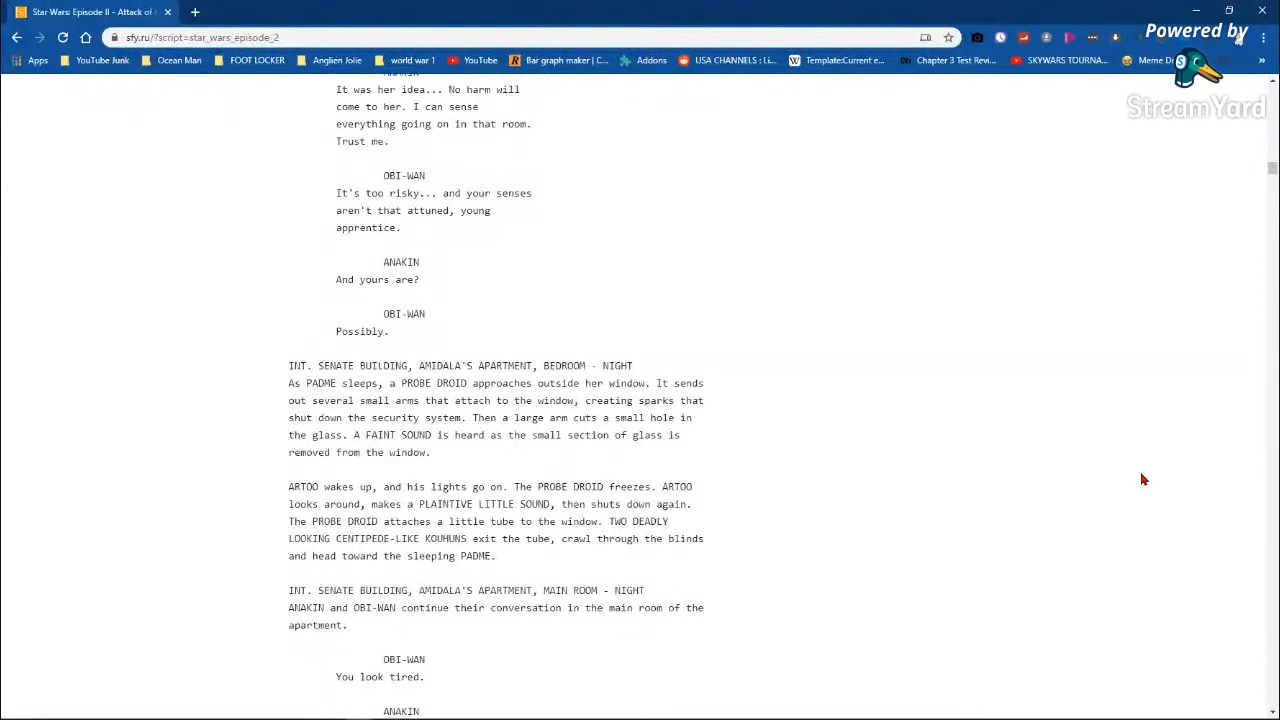 Star Wars: Episode II - Attack of
sfy.ru/?script=star_wars_episode_2
Powered by
Apps
YouTube Junk
Ocean Man
FOOT LOCKER
Anglien Jolie
world war 1
YouTube
Bar graph maker | C...
Addons
USA CHANNELS : Li...
Template:Current e...
Chapter 3 Test Revi...
SKYWARS TOURNA...
Meme De
StreamYard
ANAKIN
It was her idea... No harm will
come to her. I can sense
everything going on in that room.
Trust me.
OBI-WAN
It's too risky... and your senses
aren't that attuned, young
apprentice.
ANAKIN
And yours are?
OBI-WAN
Possibly.
INT. SENATE BUILDING, AMIDALA'S APARTMENT, BEDROOM - NIGHT
As PADME sleeps, a PROBE DROID approaches outside her window. It sends
out several small arms that attach to the window, creating sparks that
shut down the security system. Then a large arm cuts a small hole in
the glass. A FAINT SOUND is heard as the small section of glass is
removed from the window.
ARTOO wakes up, and his lights go on. The PROBE DROID freezes. ARTOO
looks around, makes a PLAINTIVE LITTLE SOUND, then shuts down again.
The PROBE DROID attaches a little tube to the window. TWO DEADLY
LOOKING CENTIPEDE-LIKE KOUHUNS exit the tube, crawl through the blinds
and head toward the sleeping PADME.
INT. SENATE BUILDING, AMIDALA'S APARTMENT, MAIN ROOM - NIGHT
ANAKIN and OBI-WAN continue their conversation in the main room of the
apartment.
OBI-WAN
You look tired.
ANAKIN